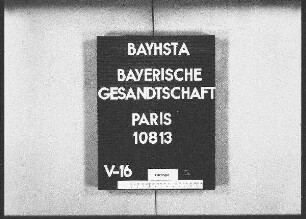 BAYHSTA
BAYERISCHE
GESANDTSCHAFT
PARIS
10813
V-16